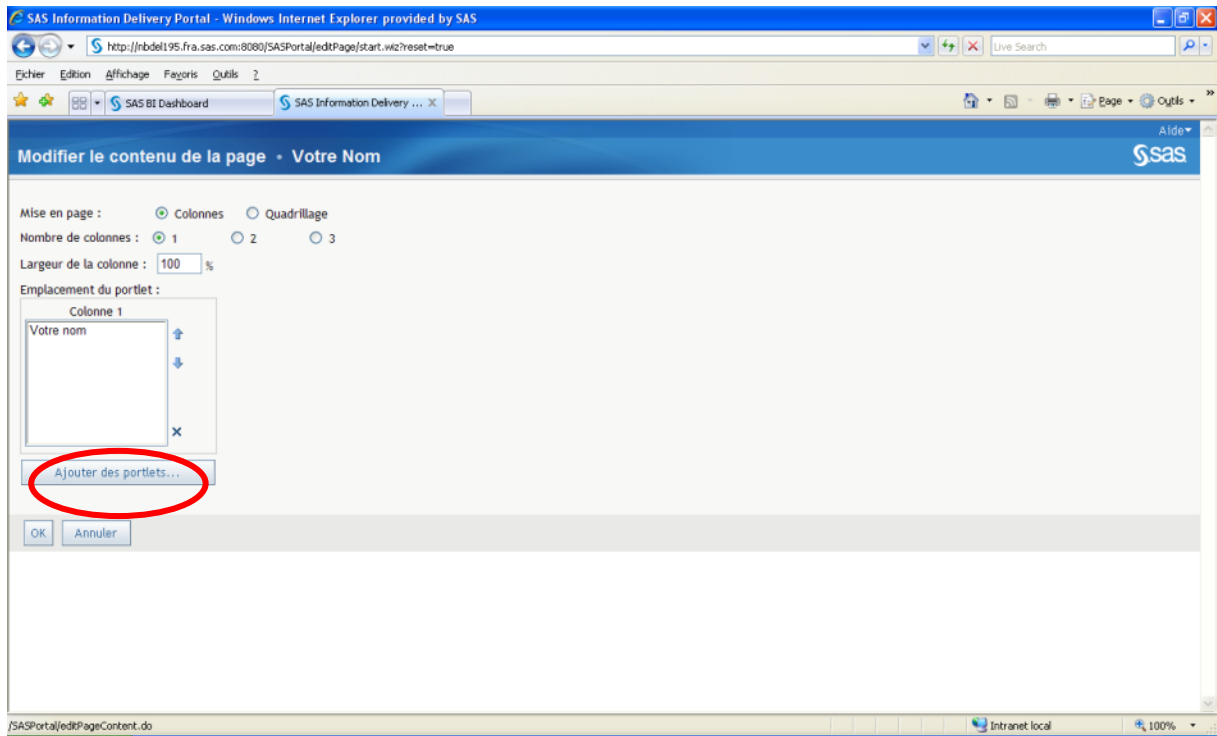 SAS Information Delivery Portal - Windows Internet Explorer provided by SAS
http://nbdel195.fra.sas.com:8080/SASPortal/editPage/start.wiz?reset=true
Live Search
Fichier Edition Affichage Favoris Outils ?
SAS BI Dashboard SAS Information Delivery ... X Page Outils »
Aide
Modifier le contenu de la page • Votre Nom
sas
Mise en page : Colonnes Quadrillage
Nombre de colonnes : 1 2 3
Largeur de la colonne : 100 %
Emplacement du portlet :
Colonne 1
Votre nom
Ajouter des portlets...
OK Annuler
/SASPortal/editPageContent.do Intranet local 100%